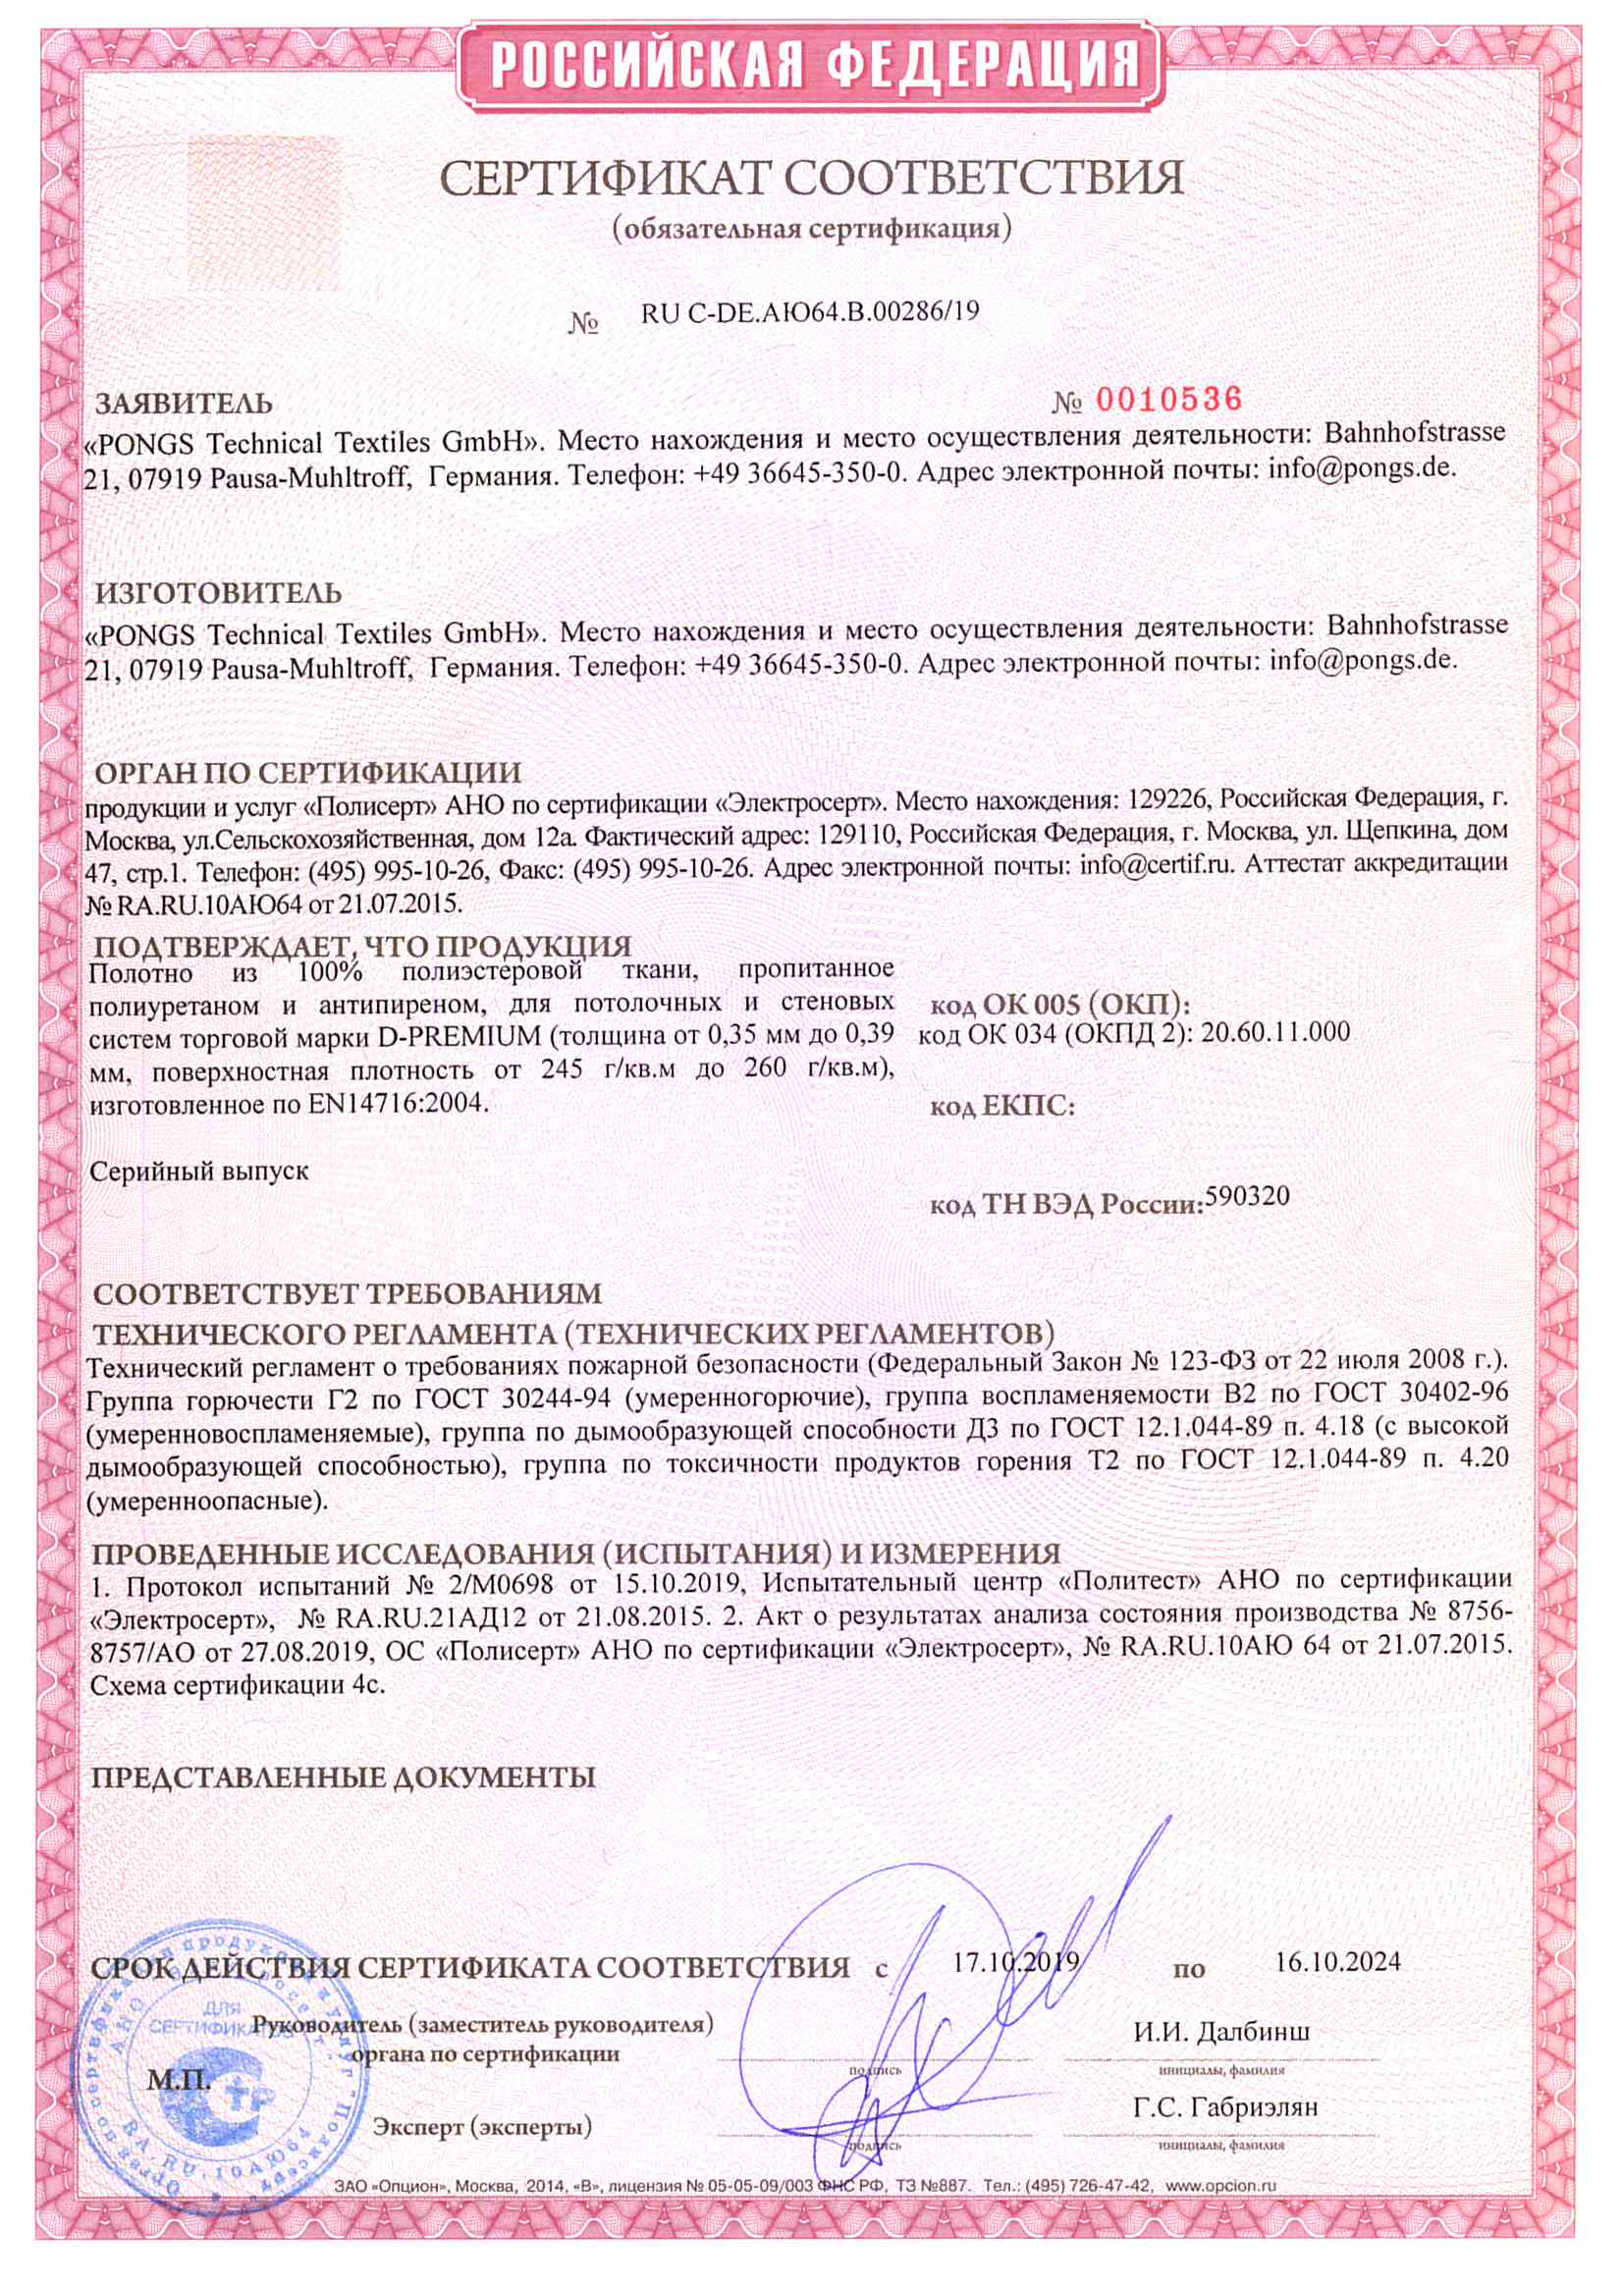 РОССИЙСКАЯ ФЕДЕРАЦИЯ
СЕРТИФИКАТ СООТВЕТСТВИЯ
(обязательная сертификация)
№ RU C-DE.АЮ64.В.00286/19
ЗАЯВИТЕЛЬ № 0010536
«PONGS Technical Textiles GmbH». Место нахождения и место осуществления деятельности: Bahnhofstrasse
21, 07919 Pausa-Muhltroff, Германия. Телефон: +49 36645-350-0. Адрес электронной почты: info@pongs.de.
ИЗГОТОВИТЕЛЬ
«PONGS Technical Textiles GmbH». Место нахождения и место осуществления деятельности: Bahnhofstrasse
21, 07919 Pausa-Muhltroff, Германия. Телефон: +49 36645-350-0. Адрес электронной почты: info@pongs.de.
ОРГАН ПО СЕРТИФИКАЦИИ
продукции и услуг «Полисерт» АНО по сертификации «Электросерт». Место нахождения: 129226, Российская Федерация, г.
Москва, ул.Сельскохозяйственная, дом 12а. Фактический адрес: 129110, Российская Федерация, г. Москва, ул. Щепкина, дом
47, стр.1. Телефон: (495) 995-10-26, Факс: (495) 995-10-26. Адрес электронной почты: info@certif.ru. Аттестат аккредитации
№ RA.RU.10АЮ64 от 21.07.2015.
ПОДТВЕРЖДАЕТ, ЧТО ПРОДУКЦИЯ
Полотно из 100% полиэстеровой ткани, пропитанное
полиуретаном и антипиреном, для потолочных и стеновых
систем торговой марки D-PREMIUM (толщина от 0,35 мм до 0,39
мм, поверхностная плотность от 245 г/кв.м до 260 г/кв.м),
изготовленное по EN14716:2004.
Серийный выпуск
код ОК 005 (ОКП):
код ОК 034 (ОКПД 2): 20.60.11.000
код ЕКПС:
код ТН ВЭД России: 590320
СООТВЕТСТВУЕТ ТРЕБОВАНИЯМ
ТЕХНИЧЕСКОГО РЕГЛАМЕНТА (ТЕХНИЧЕСКИХ РЕГЛАМЕНТОВ)
Технический регламент о требованиях пожарной безопасности (Федеральный Закон № 123-ФЗ от 22 июля 2008 г.).
Группа горючести Г2 по ГОСТ 30244-94 (умеренногорючие), группа воспламеняемости В2 по ГОСТ 30402-96
(умеренновоспламеняемые), группа по дымообразующей способности Д3 по ГОСТ 12.1.044-89 п. 4.18 (с высокой
дымообразующей способностью), группа по токсичности продуктов горения Т2 по ГОСТ 12.1.044-89 п. 4.20
(умеренноопасные).
ПРОВЕДЕННЫЕ ИССЛЕДОВАНИЯ (ИСПЫТАНИЯ) И ИЗМЕРЕНИЯ
1. Протокол испытаний № 2/М0698 от 15.10.2019, Испытательный центр «Политест» АНО по сертификации
«Электросерт», № RA.RU.21АД12 от 21.08.2015. 2. Акт о результатах анализа состояния производства № 8756-
8757/АО от 27.08.2019, ОС «Полисерт» АНО по сертификации «Электросерт», № RA.RU.10АЮ 64 от 21.07.2015.
Схема сертификации 4с.
ПРЕДСТАВЛЕННЫЕ ДОКУМЕНТЫ
СРОК ДЕЙСТВИЯ СЕРТИФИКАТА СООТВЕТСТВИЯ с 17.10.2019 по 16.10.2024
ДЛЯ
СЕРТИФИКАТОВ
RA.RU.10АЮ64
Руководитель (заместитель руководителя)
органа по сертификации
И.И. Далбинш
подпись инициалы, фамилия
М.П.
Эксперт (эксперты)
Г.С. Габриэлян
подпись инициалы, фамилия
ЗАО «Опцион», Москва, 2014, «В», лицензия № 05-05-09/003 ФНС РФ, ТЗ №887. Тел.: (495) 726-47-42, www.opcion.ru